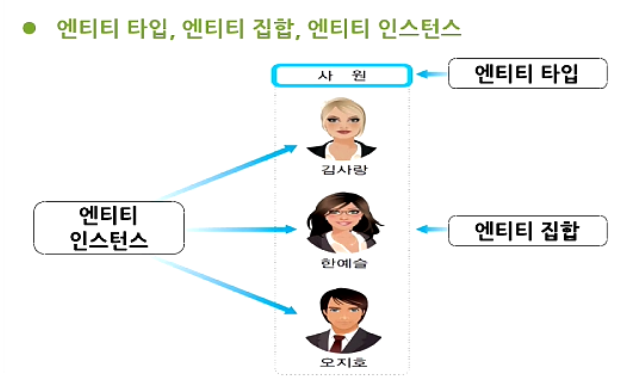 ● 엔티티 타입, 엔티티 집합, 엔티티 인스턴스
사 원
엔티티 타입
김사랑
엔티티
인스턴스
한예슬
엔티티 집합
오지호